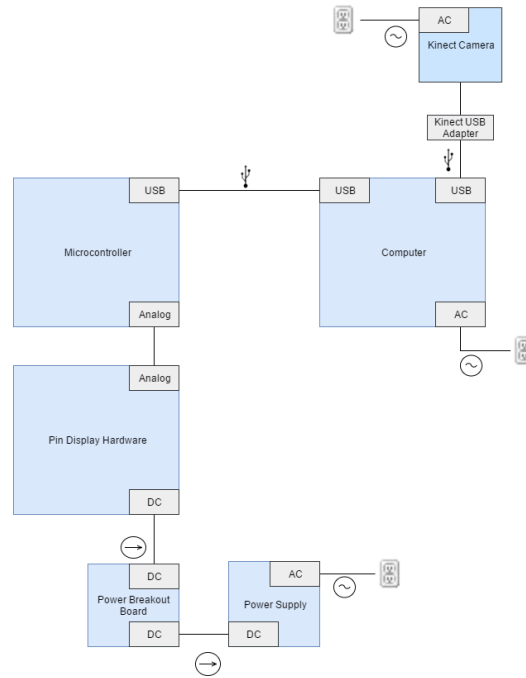 AC
Kinect Camera
Kinect USB
Adapter
USB
USB
USB
Microcontroller
Computer
Analog
AC
Analog
Pin Display Hardware
DC
DC
AC
Power Breakout
Board
Power Supply
DC
DC